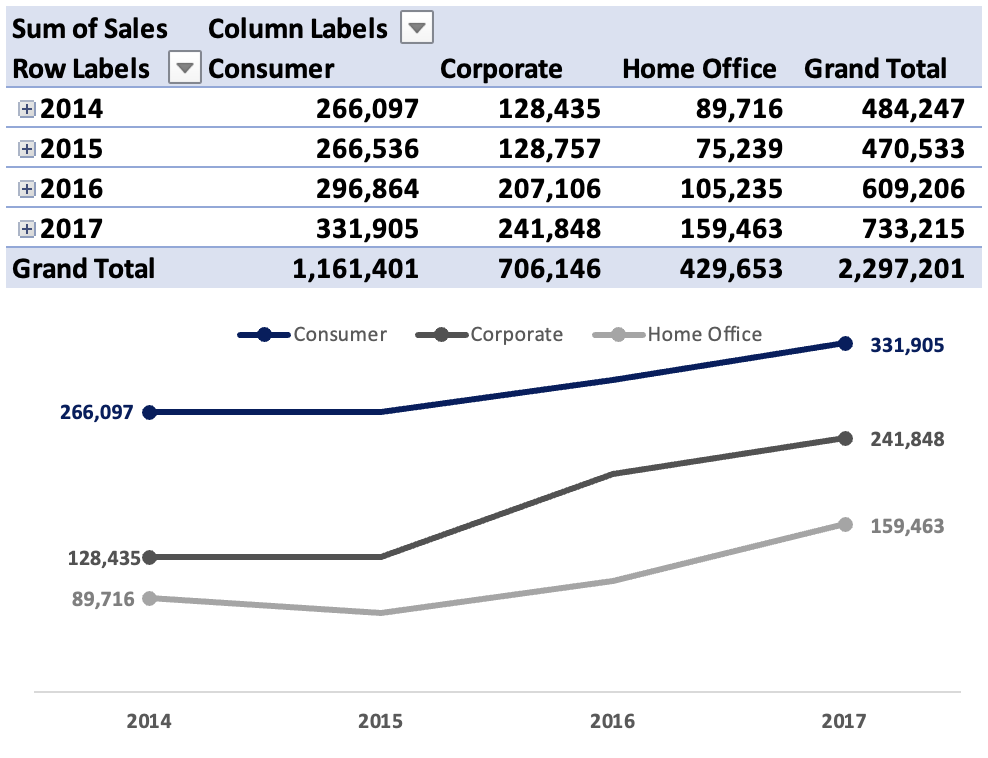 Sum of Sales Column Labels
Row Labels Consumer Corporate Home Office Grand Total
2014 266,097 128,435 89,716 484,247
2015 266,536 128,757 75,239 470,533
2016 296,864 207,106 105,235 609,206
2017 331,905 241,848 159,463 733,215
Grand Total 1,161,401 706,146 429,653 2,297,201
Consumer Corporate Home Office
331,905
266,097
241,848
159,463
128,435
89,716
2014 2015 2016 2017